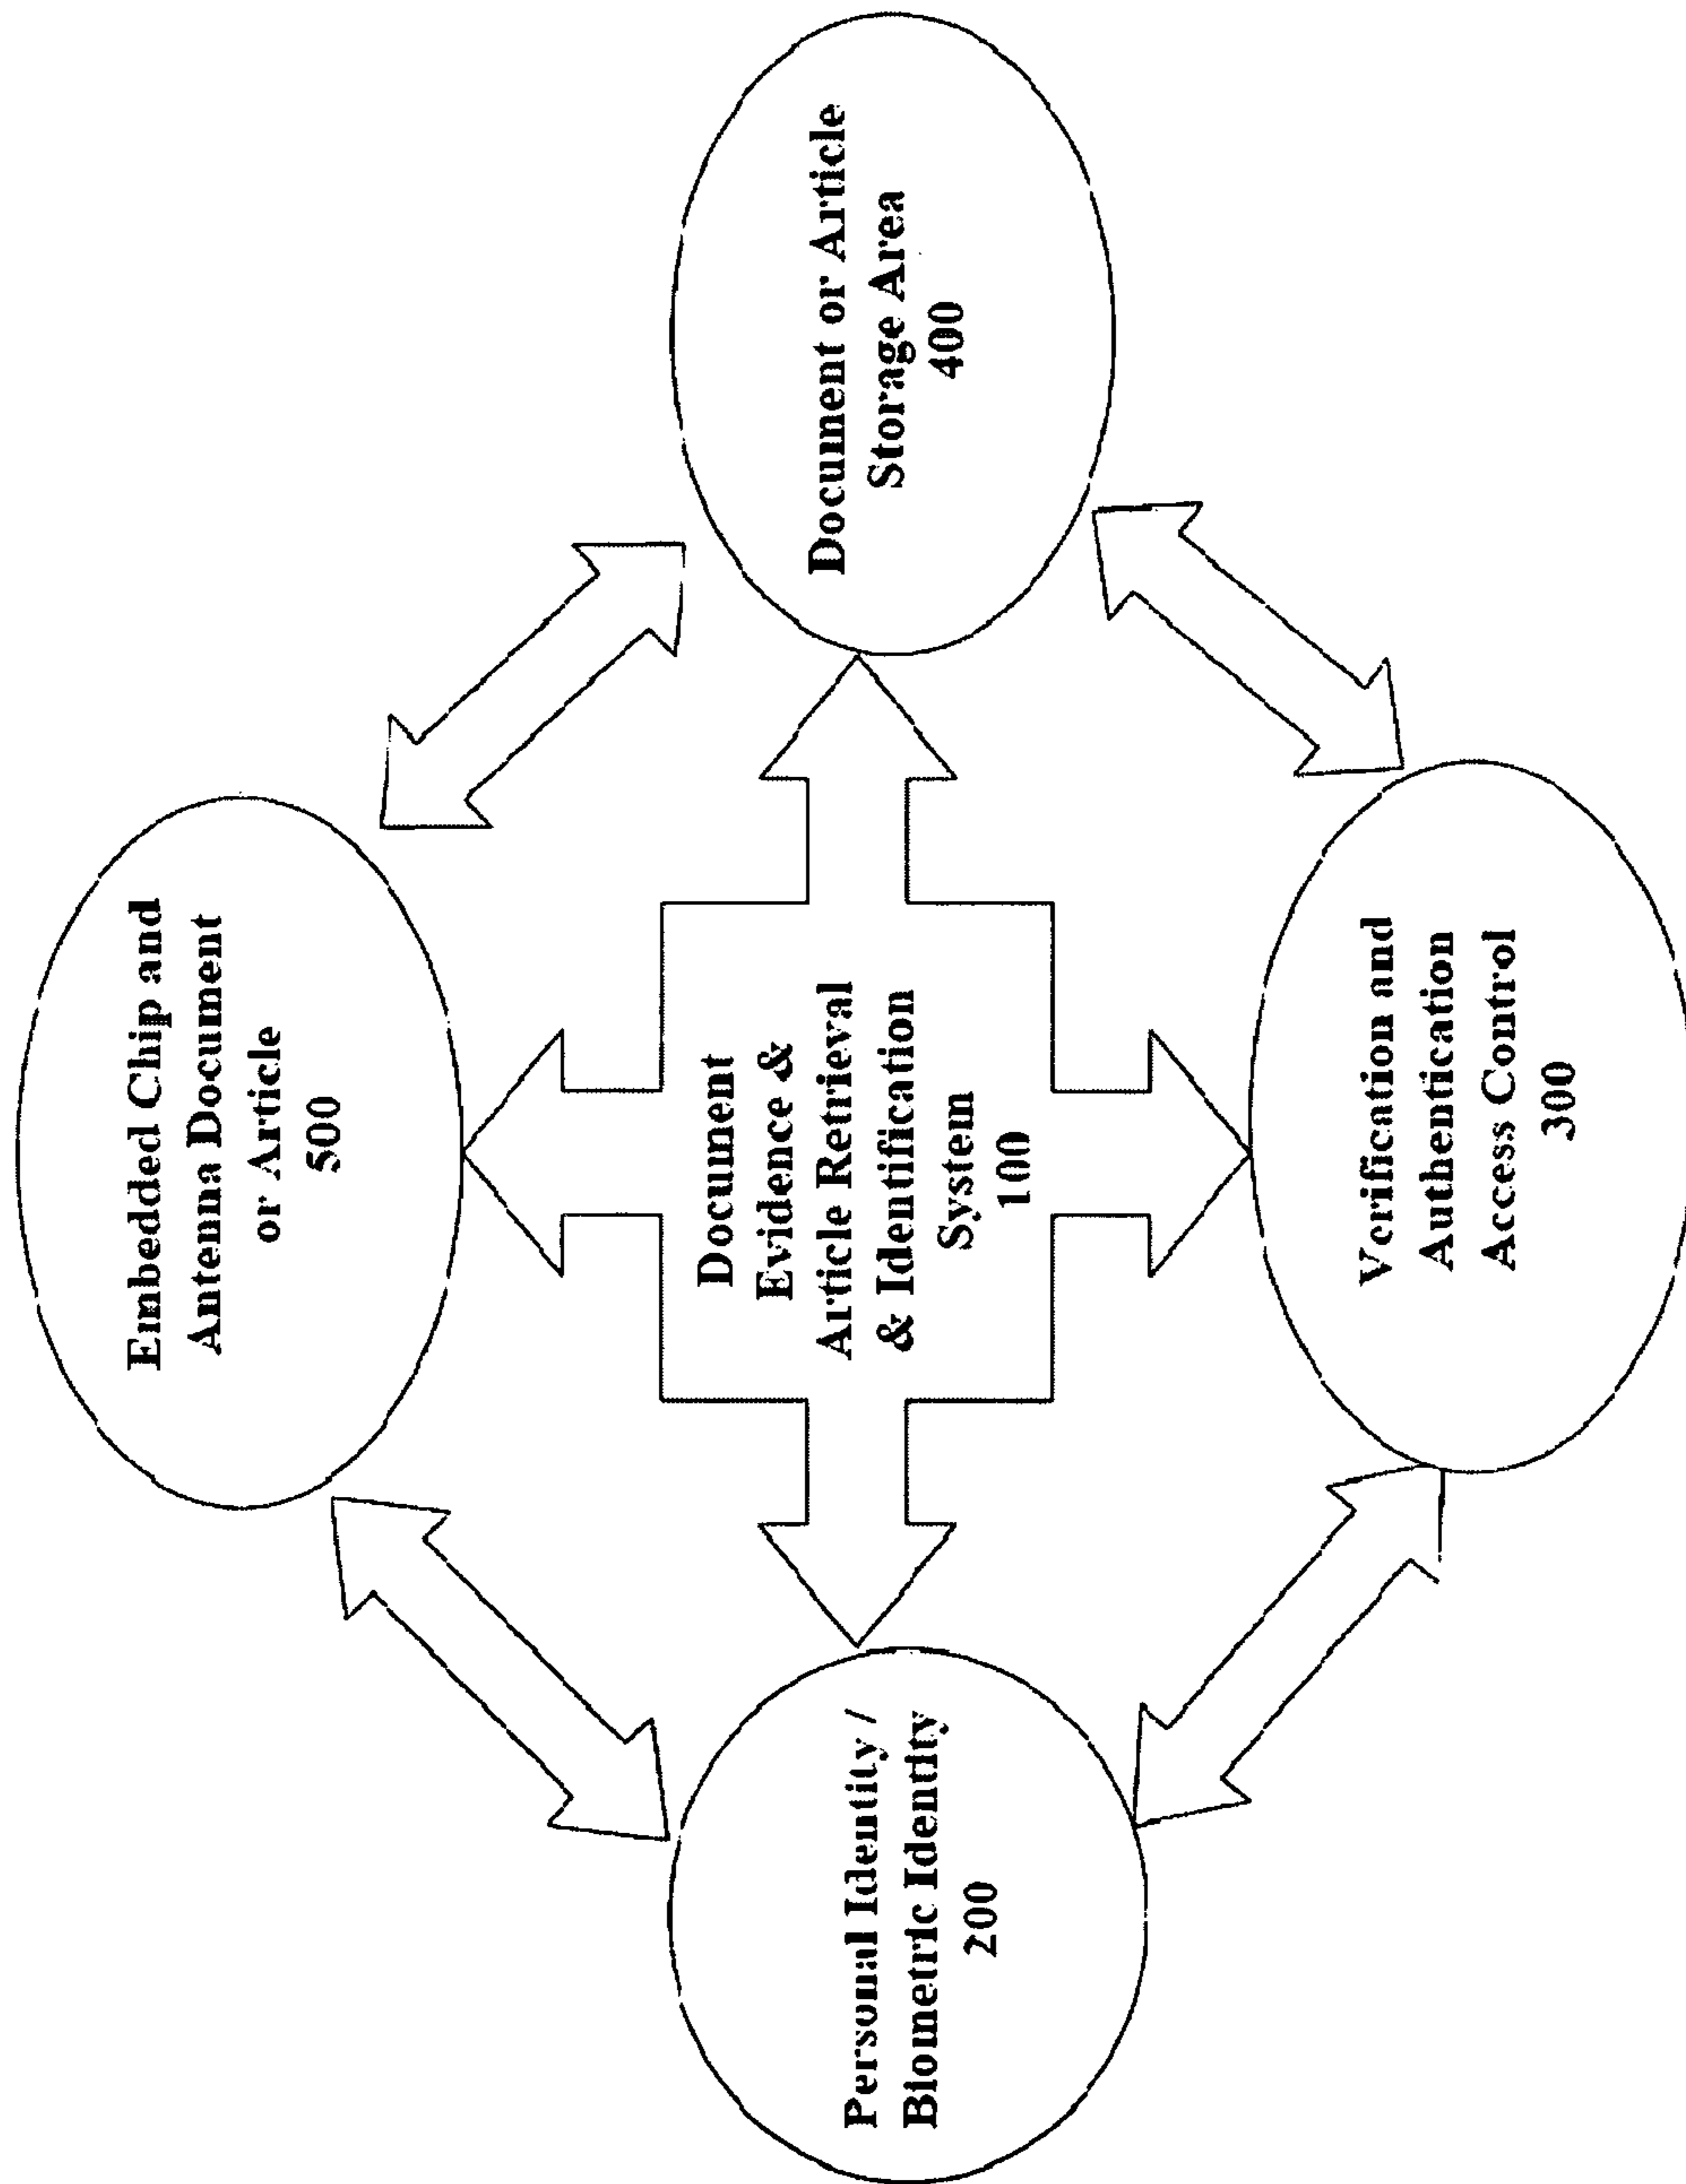 Embedded Chip and
Antenna Document
or Article
500
Personal Identity /
Biometric Identity
200
Document
Evidence &
Article Retrieval
& Identification
System
100
Document or Article
Storage Area
400
Verification and
Authentication
Access Control
300